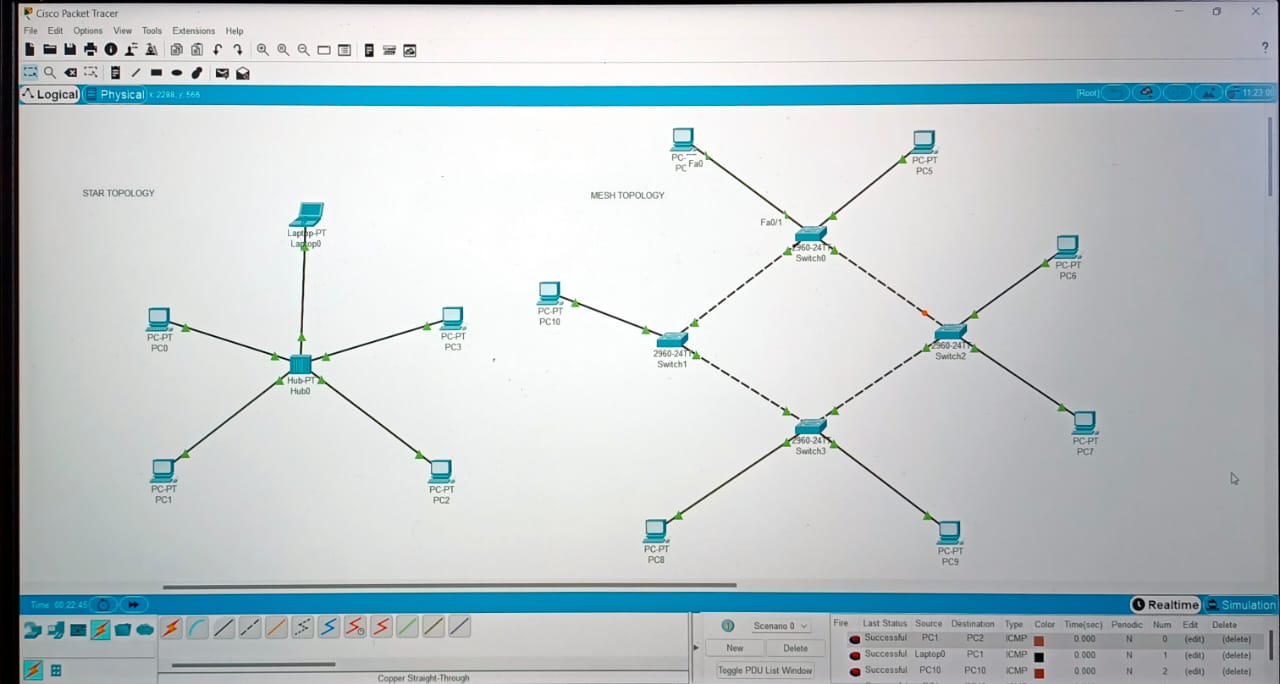 Cisco Packet Tracer
File Edit Options View Tools Extensions Help
?
Logical Physical x: 2288, y: 566 [Root] 11:23:0
STAR TOPOLOGY
MESH TOPOLOGY
Laptop-PT
Laptop0
PC-PT
PC0
PC-PT
PC3
Hub-PT
Hub0
PC-PT
PC1
PC-PT
PC2
PC-
PC Fa0
PC-PT
PC5
Fa0/1
2960-24TT
Switch0
PC-PT
PC6
PC-PT
PC10
2960-24TT
Switch1
2960-24TT
Switch2
2960-24TT
Switch3
PC-PT
PC7
PC-PT
PC8
PC-PT
PC9
Time: 00:22:45
Realtime Simulation
Copper Straight-Through
Scenario 0
New Delete
Toggle PDU List Window
Fire Last Status Source Destination Type Color Time(sec) Periodic Num Edit Delete
Successful PC1 PC2 ICMP 0.000 N 0 (edit) (delete)
Successful Laptop0 PC1 ICMP 0.000 N 1 (edit) (delete)
Successful PC10 PC10 ICMP 0.000 N 2 (edit) (delete)